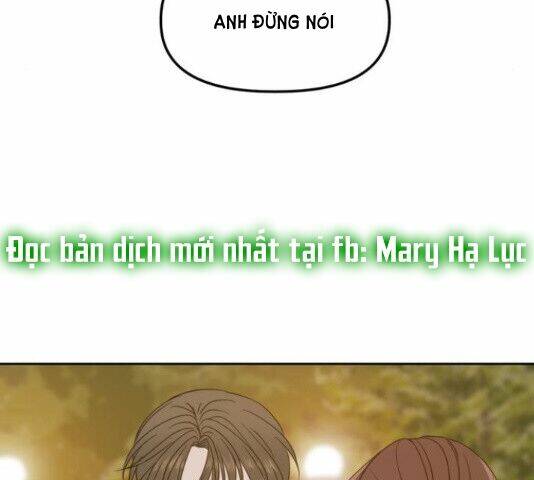 ANH ĐỪNG NÓI
Đọc bản dịch mới nhất tại fb: Mary Hạ Lục